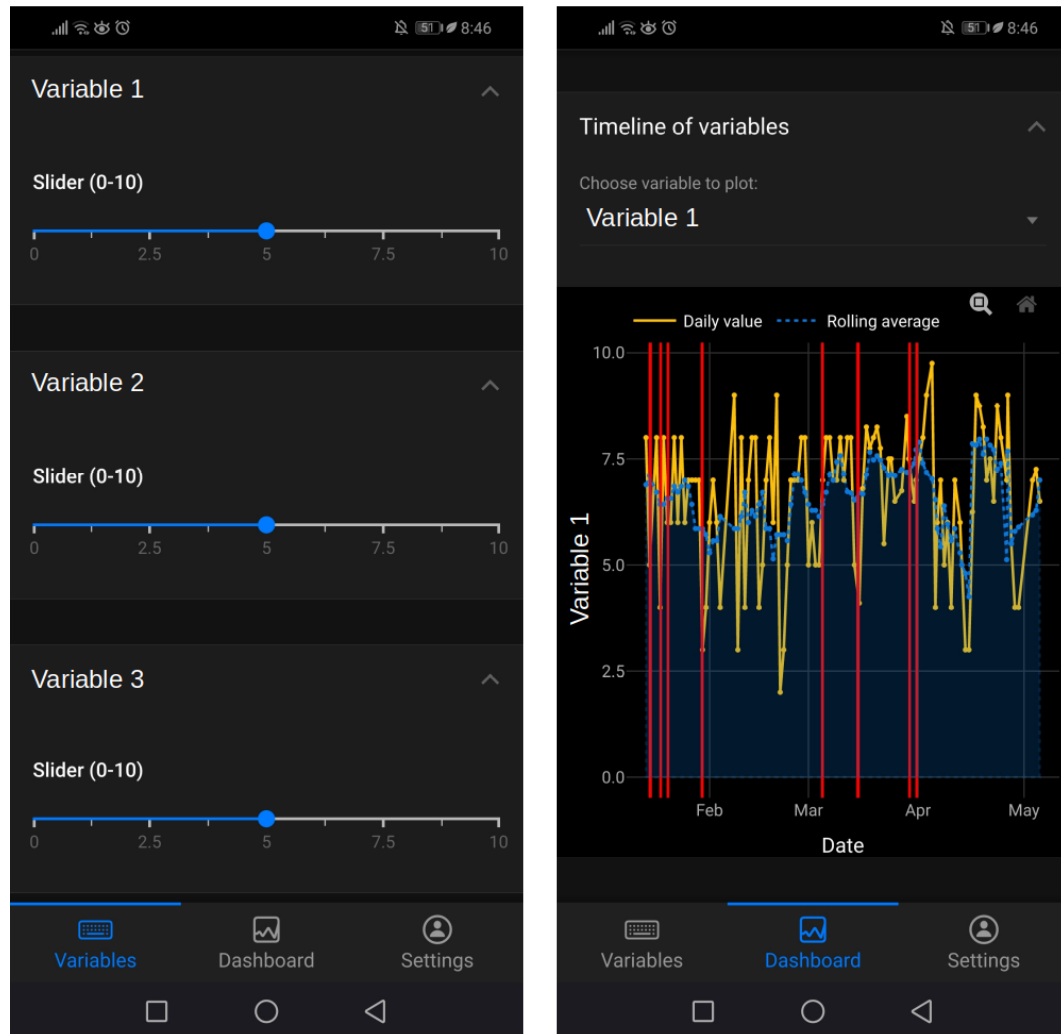 51 8:46
Variable 1
Slider (0-10)
0 2.5 5 7.5 10
Variable 2
Slider (0-10)
0 2.5 5 7.5 10
Variable 3
Slider (0-10)
0 2.5 5 7.5 10
Variables Dashboard Settings
51 8:46
Timeline of variables
Choose variable to plot:
Variable 1
Daily value Rolling average
10.0
7.5
5.0
2.5
0.0
Variable 1
Feb Mar Apr May
Date
Variables Dashboard Settings